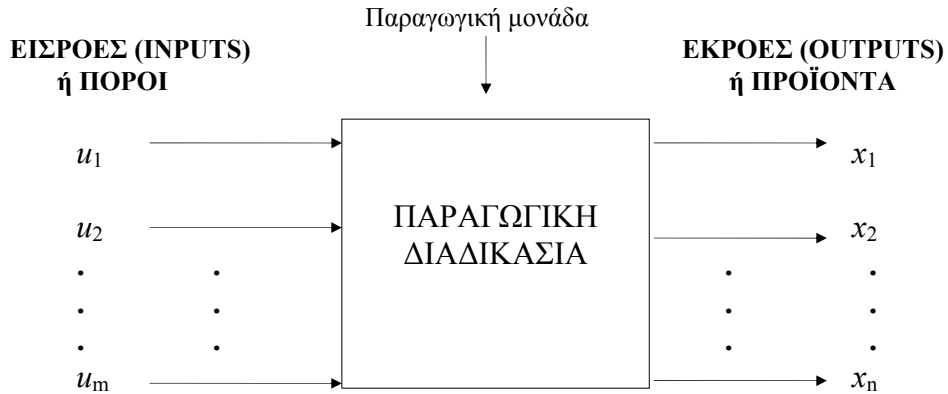 Παραγωγική μονάδα
ΕΙΣΡΟΕΣ (INPUTS)
ή ΠΟΡΟΙ
ΕΚΡΟΕΣ (OUTPUTS)
ή ΠΡΟΪΟΝΤΑ
u1
x1
ΠΑΡΑΓΩΓΙΚΗ
ΔΙΑΔΙΚΑΣΙΑ
u2
x2
um
xn